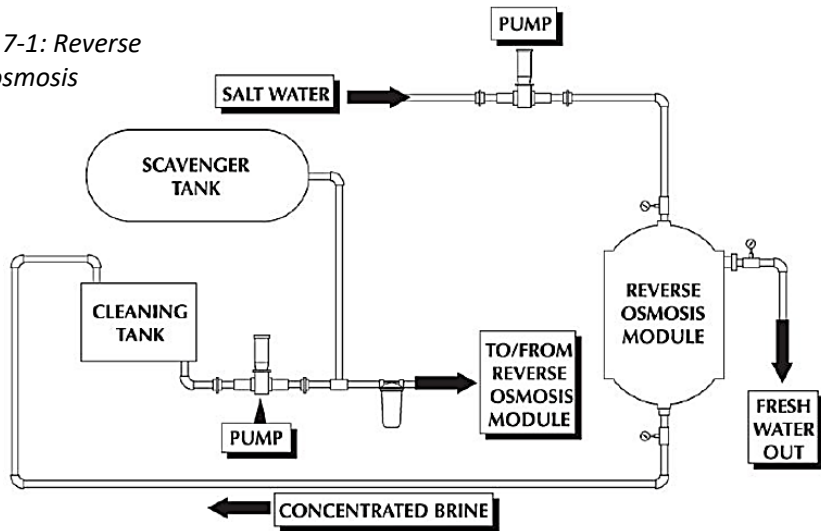 7-1: Reverse
osmosis
PUMP
SALT WATER
SCAVENGER
TANK
REVERSE
OSMOSIS
MODULE
CLEANING
TANK
TO/FROM
REVERSE
OSMOSIS
MODULE
PUMP
FRESH
WATER
OUT
CONCENTRATED BRINE